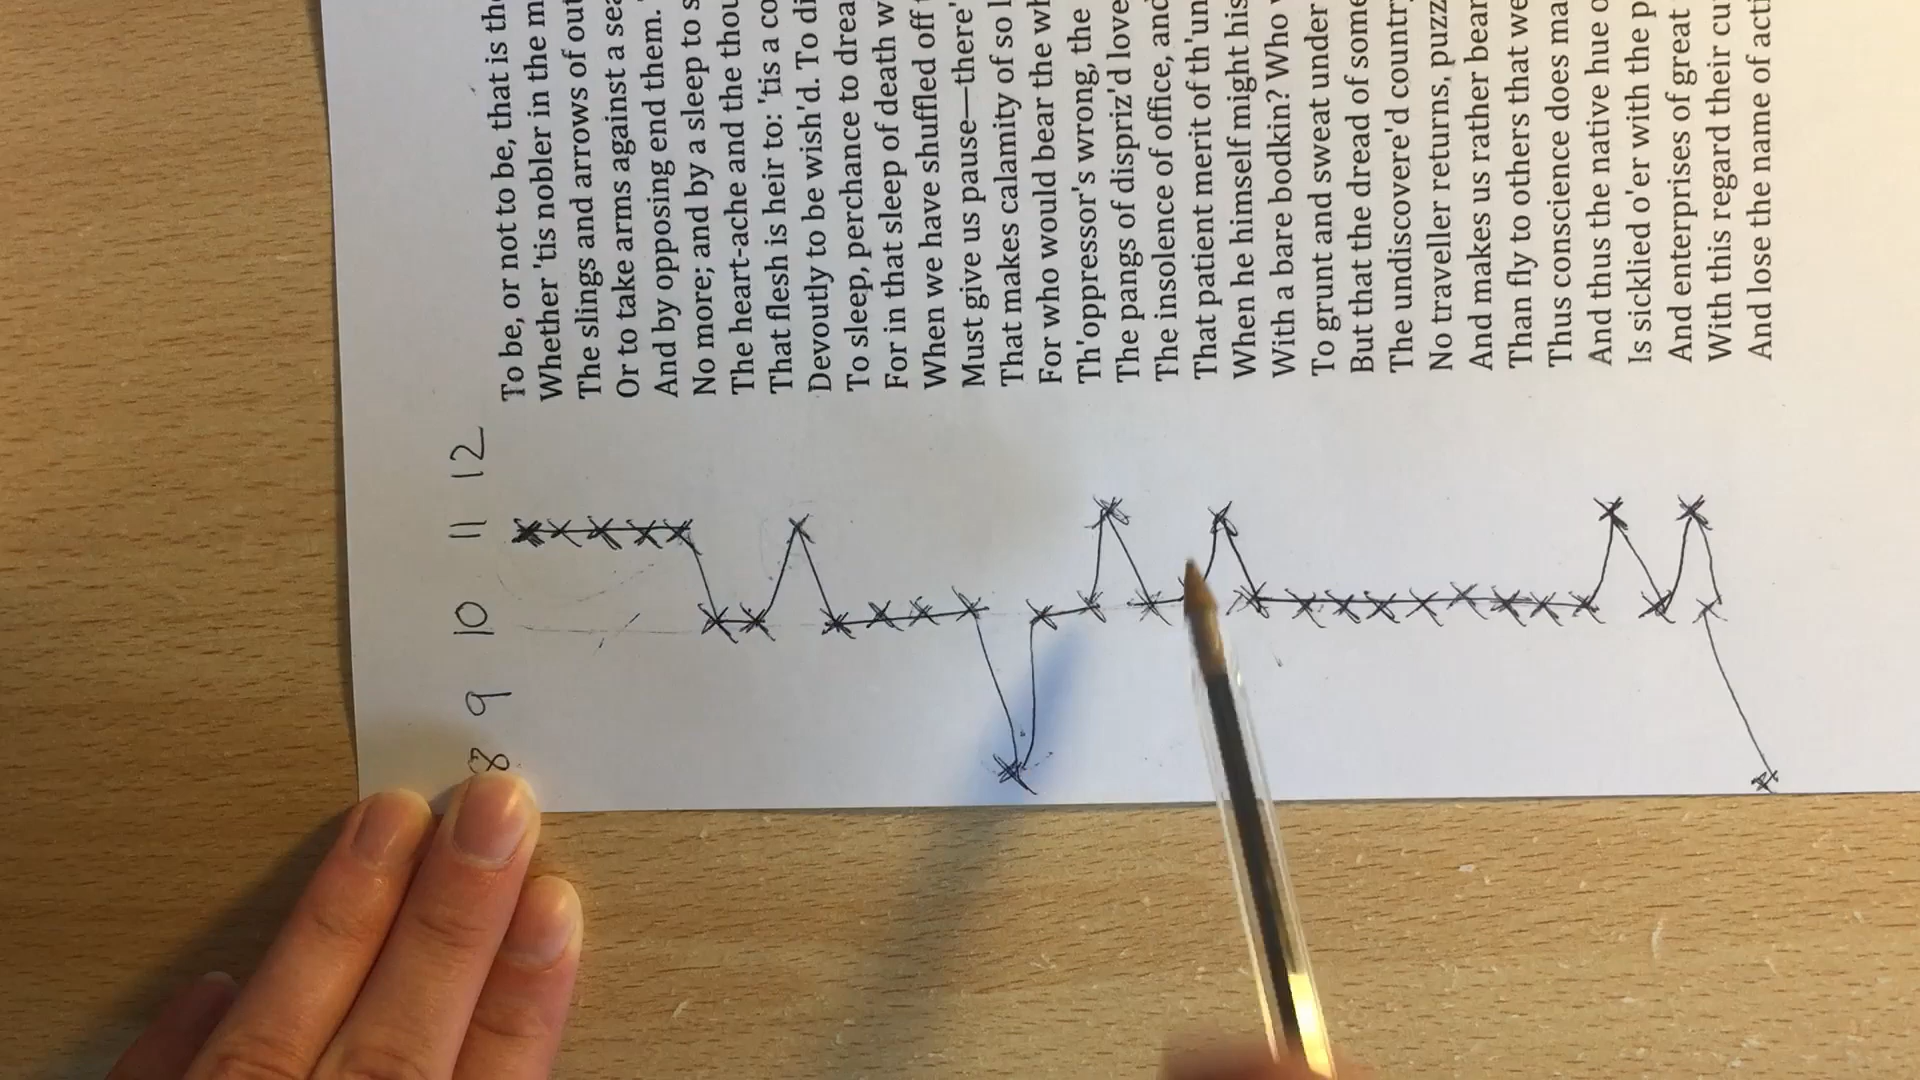 To be, or not to be, that is the
Whether 'tis nobler in the m
The slings and arrows of out
Or to take arms against a sea
And by opposing end them.
No more; and by a sleep to s
The heart-ache and the thou
That flesh is heir to: 'tis a co
Devoutly to be wish'd. To di
To sleep, perchance to drea
For in that sleep of death w
When we have shuffled off
Must give us pause—there'
That makes calamity of so l
For who would bear the wh
Th'oppressor's wrong, the
The pangs of dispriz'd love
The insolence of office, and
That patient merit of th'un
When he himself might his
With a bare bodkin? Who
To grunt and sweat under
But that the dread of some
The undiscovere'd country
No traveller returns, puzz
And makes us rather bear
Than fly to others that we
Thus conscience does ma
And thus the native hue o
Is sicklied o'er with the p
And enterprises of great
With this regard their cu
And lose the name of acti
8 9 10 11 12